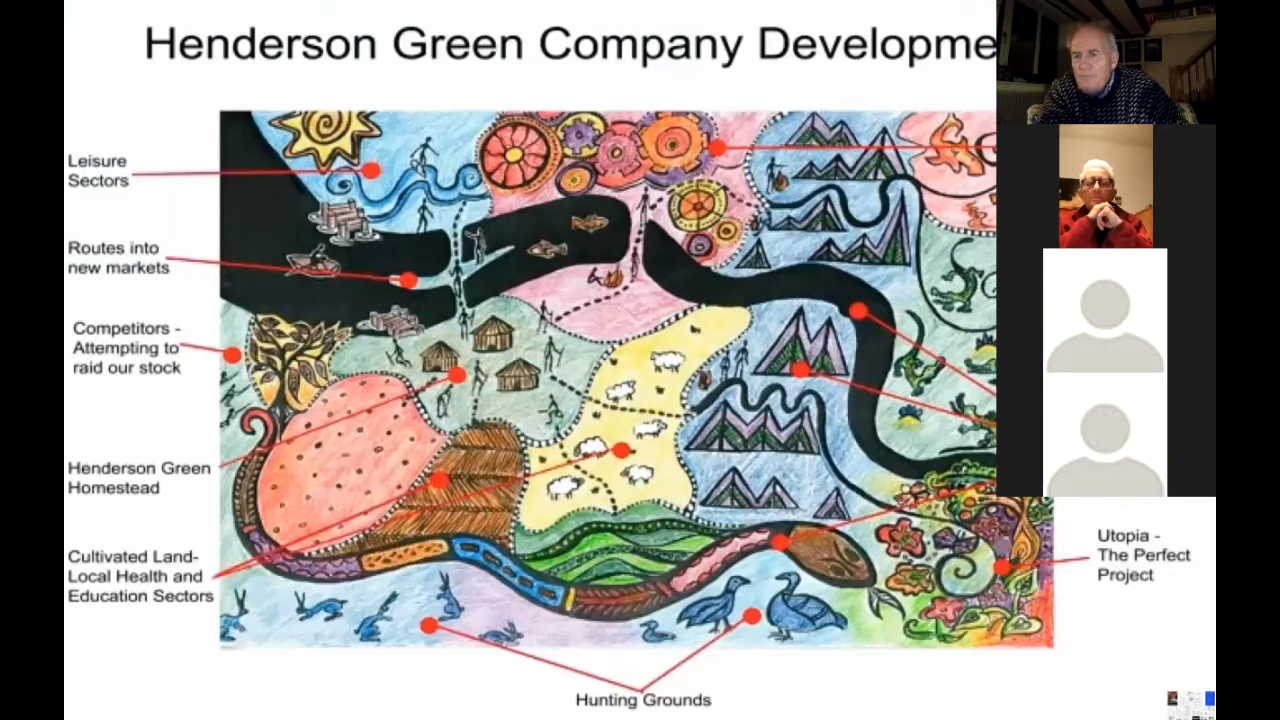 Henderson Green Company Developme
Leisure
Sectors
Routes into
new markets
Competitors -
Attempting to
raid our stock
Henderson Green
Homestead
Cultivated Land-
Local Health and
Education Sectors
Utopia -
The Perfect
Project
Hunting Grounds